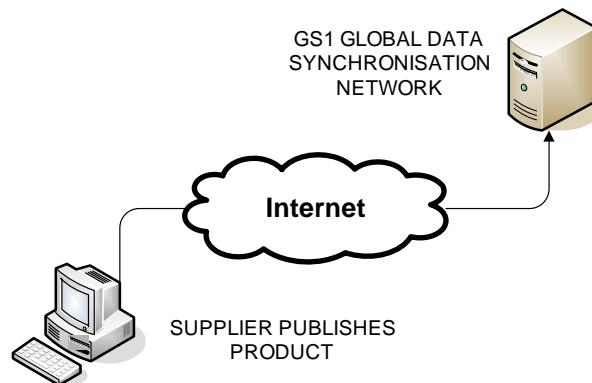 GS1 GLOBAL DATA
SYNCHRONISATION
NETWORK
Internet
SUPPLIER PUBLISHES
PRODUCT